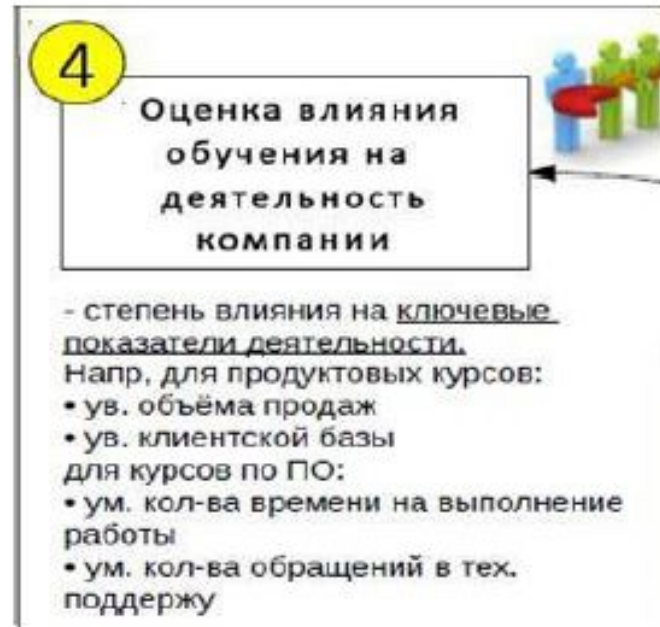 4
Оценка влияния
обучения на
деятельность
компании
- степень влияния на ключевые
показатели деятельности.
Напр, для продуктовых курсов:
• ув. объёма продаж
• ув. клиентской базы
для курсов по ПО:
• ум. кол-ва времени на выполнение
работы
• ум. кол-ва обращений в тех.
поддержу